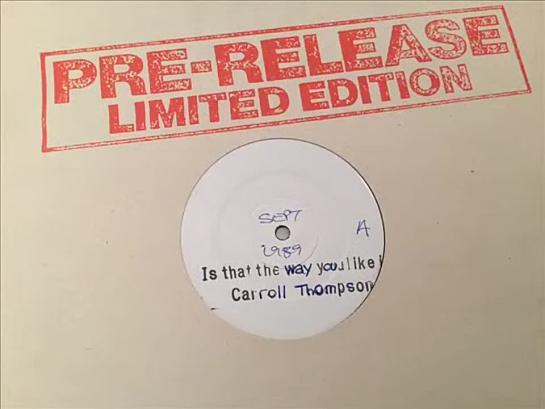 PRE-RELEASE
LIMITED EDITION
SEPT
A
1989
Is that the way you like
Carroll Thompson